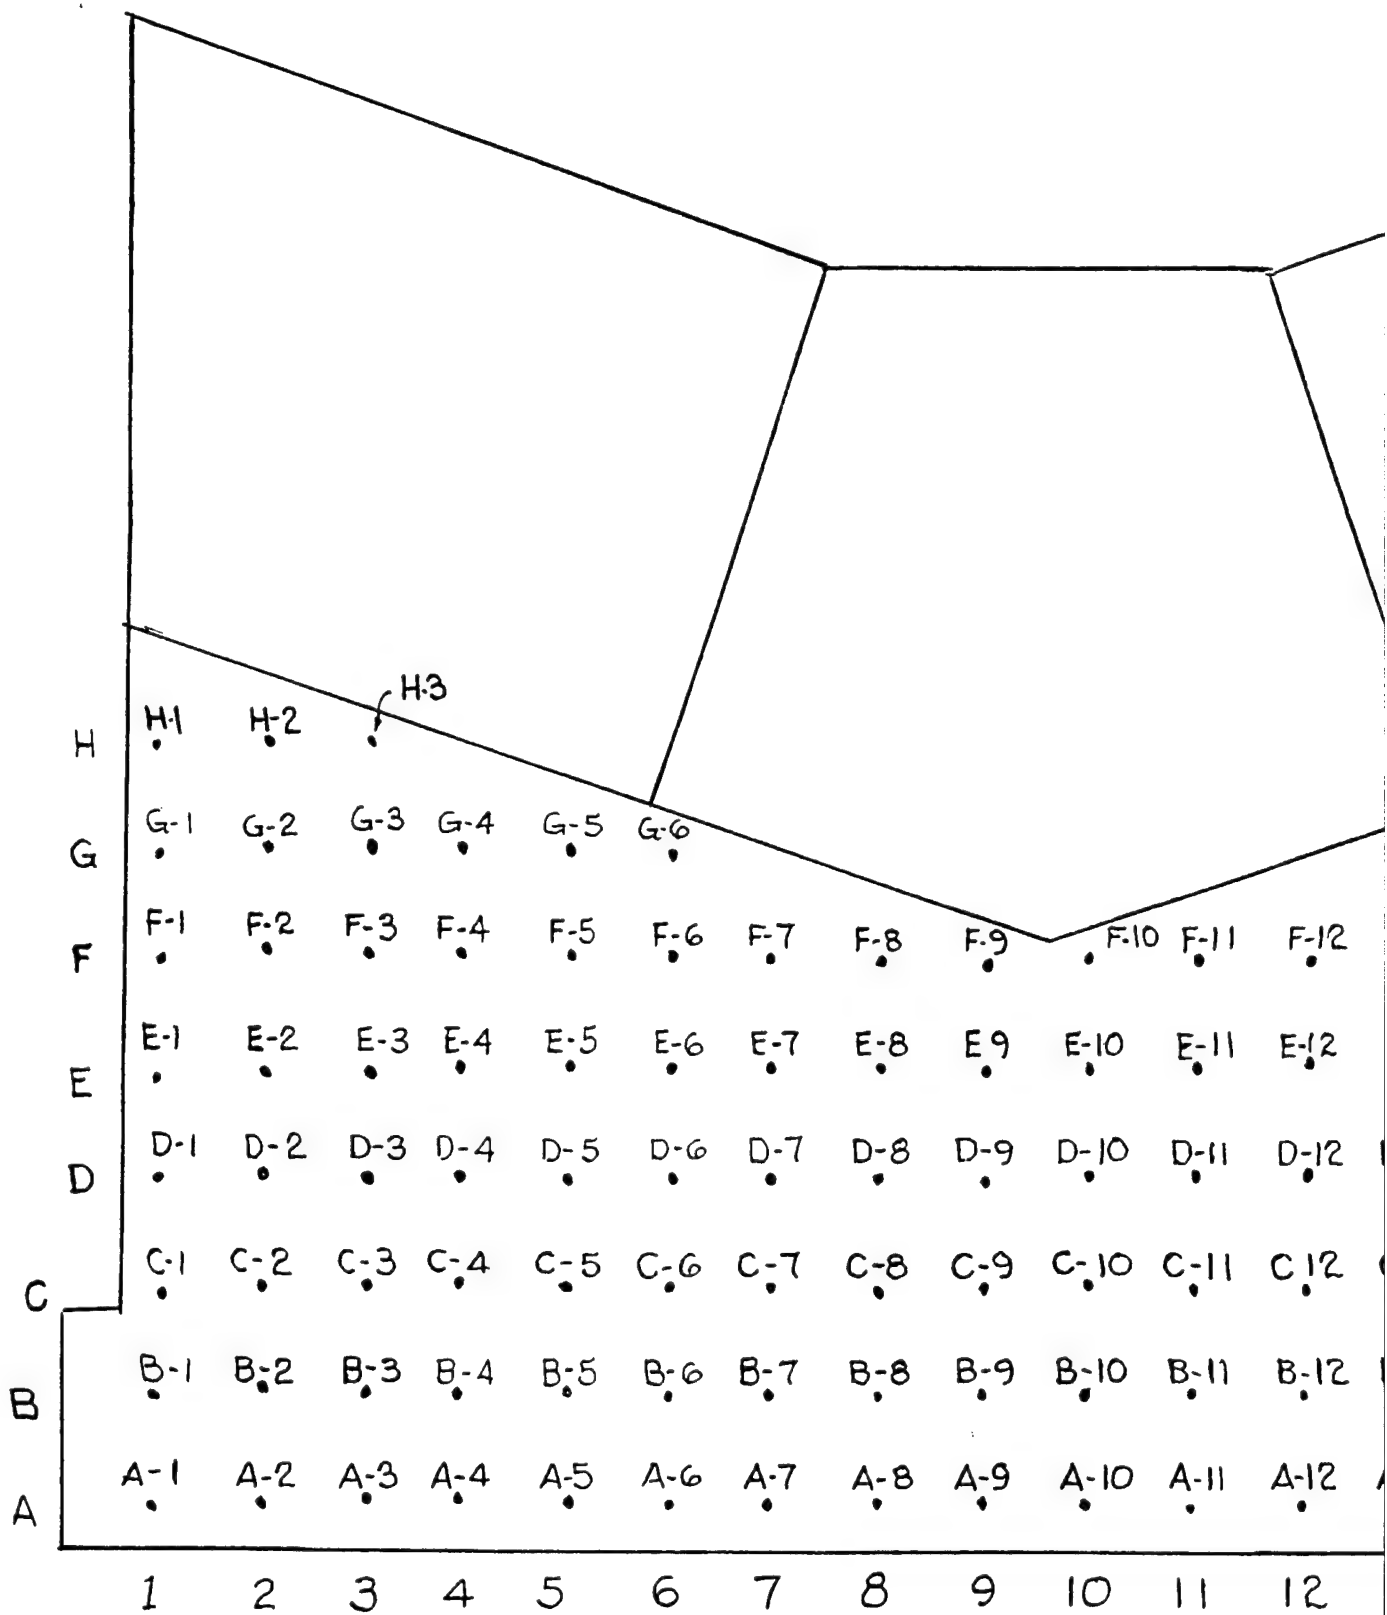 H.3
H H-1 H-2
G G-1 G-2 G-3 G-4 G-5 G-6
F F-1 F-2 F-3 F-4 F-5 F-6 F-7 F-8 F-9 F-10 F-11 F-12
E E-1 E-2 E-3 E-4 E-5 E-6 E-7 E-8 E 9 E-10 E-11 E-12
D D-1 D-2 D-3 D-4 D-5 D-6 D-7 D-8 D-9 D-10 D-11 D-12
C C-1 C-2 C-3 C-4 C-5 C-6 C-7 C-8 C-9 C-10 C-11 C 12
B B-1 B-2 B-3 B-4 B-5 B-6 B-7 B-8 B-9 B-10 B-11 B-12
A A-1 A-2 A-3 A-4 A-5 A-6 A-7 A-8 A-9 A-10 A-11 A-12
1 2 3 4 5 6 7 8 9 10 11 12